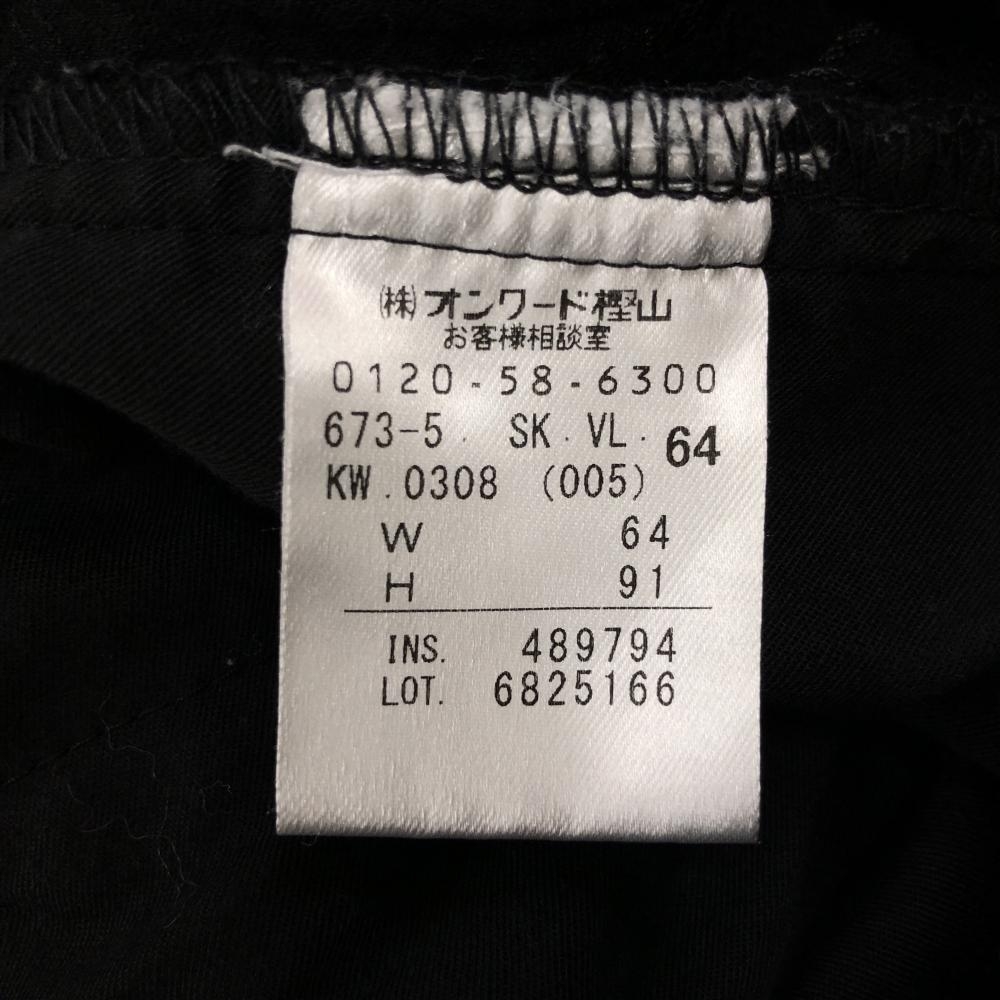 (株)オンワード樫山
お客様相談室
0120-58-6300
673-5. SK.VL. 64
KW.0308 (005)
W 64
H 91
INS. 489794
LOT. 6825166